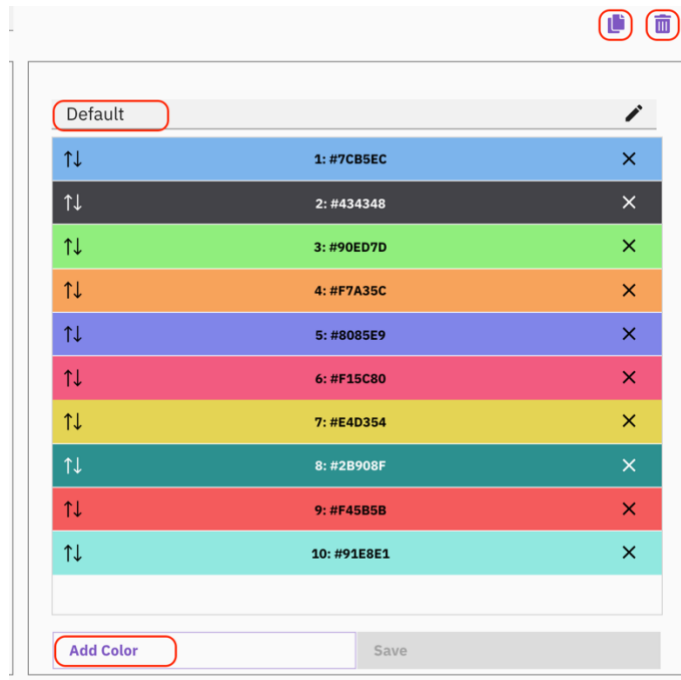 Default
1: #7CB5EC
2: #434348
3: #90ED7D
4: #F7A35C
5: #8085E9
6: #F15C80
7: #E4D354
8: #2B908F
9: #F45B5B
10: #91E8E1
Add Color Save